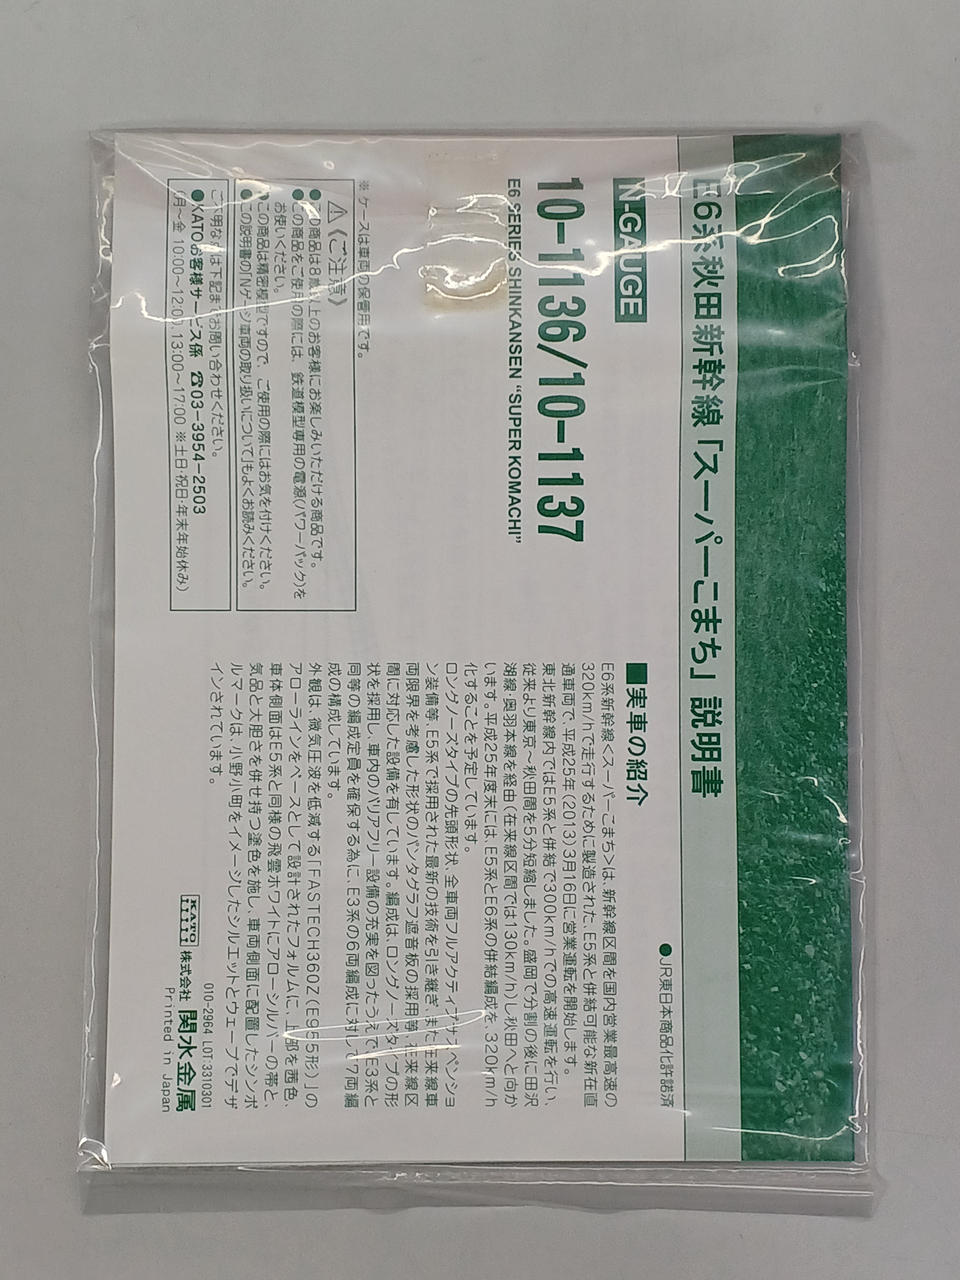 E6系秋田新幹線「スーパーこまち」説明書
●JR東日本商品化許諾済
N-GAUGE
10-1136/10-1137
E6 SERIES SHINKANSEN “SUPER KOMACHI”
※ ケースは車両の保管用です。
⚠《ご注意》
●この商品は8歳以上のお客様にお楽しみいただける商品です。
●この商品をご使用の際には、鉄道模型専用の電源(パワーパック)を
お使いください。
●この商品は精密模型ですので、ご使用の際にはお気を付けください。
●この説明書の「Nゲージ車両の取り扱いについて」もよくお読みください。
ご不明な点は下記までお問い合わせください。
●KATOお客様サービス係 ☎03-3954-2503
(月〜金 10:00〜12:00、13:00〜17:00 ※土日・祝日・年末年始休み)
■実車の紹介
E6系新幹線<スーパーこまち>は、新幹線区間を国内営業最高速の
320km/hで走行するために製造された、E5系と併結可能な新在直
通車両で、平成25年(2013)3月16日に営業運転を開始します。
東北新幹線内ではE5系と併結で300km/hでの高速運転を行い、
従来より東京〜秋田間を5分短縮しました。盛岡で分割の後に田沢
湖線・奥羽本線を経由(在来線区間では130km/h)し秋田へと向か
います。平成25年度末には、E5系とE6系の併結編成を、320km/h
化することを予定しています。
ロングノーズタイプの先頭形状、全車両フルアクティブサスペンショ
ン装備等、E5系で採用された最新の技術を引き継ぎ、また在来線車
両限界を考慮した形状のパンタグラフ遮音板の採用等、在来線区
間に対応した設備を有しています。編成は、ロングノーズタイプの形
状を採用し、車内のバリアフリー設備の充実を図ったうえでE3系と
同等の編成定員を確保する為に、E3系の6両編成に対して7両編
成の構成しています。
外観は、微気圧波を低減する「FASTECH360Z(E955形)」の
アローラインをベースとして設計されたフォルムに、上部を茜色、
車体側面はE5系と同様の飛雲ホワイトにアローシルバーの帯と、
気品と大胆さを併せ持つ塗色を施し、車両側面に配置したシンボ
ルマークは、小野小町をイメージしたシルエットとウェーブでデザ
インされています。
010-2964 LOT:3310301
KATO 株式会社 関水金属
Printed in Japan